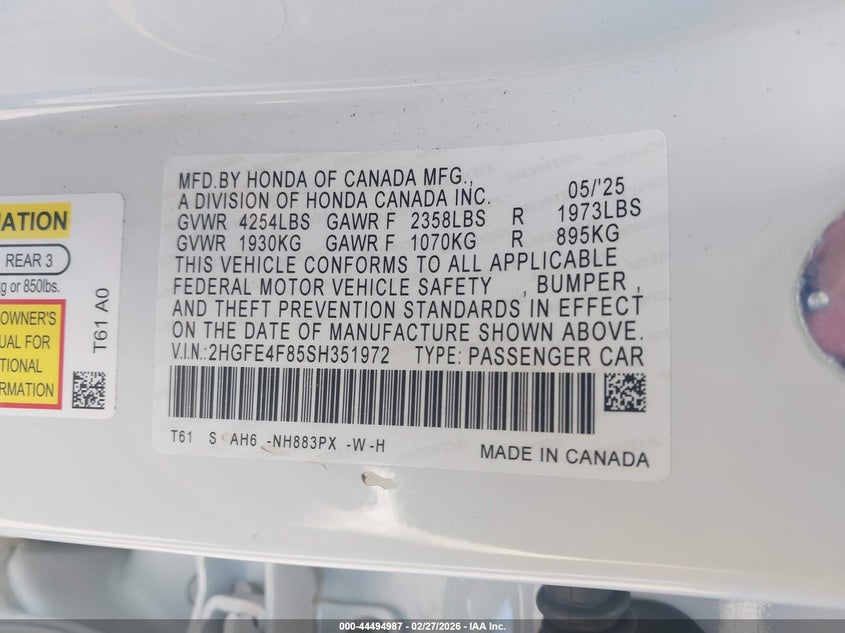 MFD.BY HONDA OF CANADA MFG.,
A DIVISION OF HONDA CANADA INC. 05/'25
GVWR 4254LBS GAWR F 2358LBS R 1973LBS
GVWR 1930KG GAWR F 1070KG R 895KG
THIS VEHICLE CONFORMS TO ALL APPLICABLE
FEDERAL MOTOR VEHICLE SAFETY , BUMPER ,
AND THEFT PREVENTION STANDARDS IN EFFECT
ON THE DATE OF MANUFACTURE SHOWN ABOVE.
V.I.N.:2HGFE4F85SH351972 TYPE: PASSENGER CAR
T61 S AH6 -NH883PX -W-H
MADE IN CANADA
REAR 3
or 850lbs.
OWNER'S
FOR
T61 A0
000-44494987 - 02/27/2026 - IAA Inc.